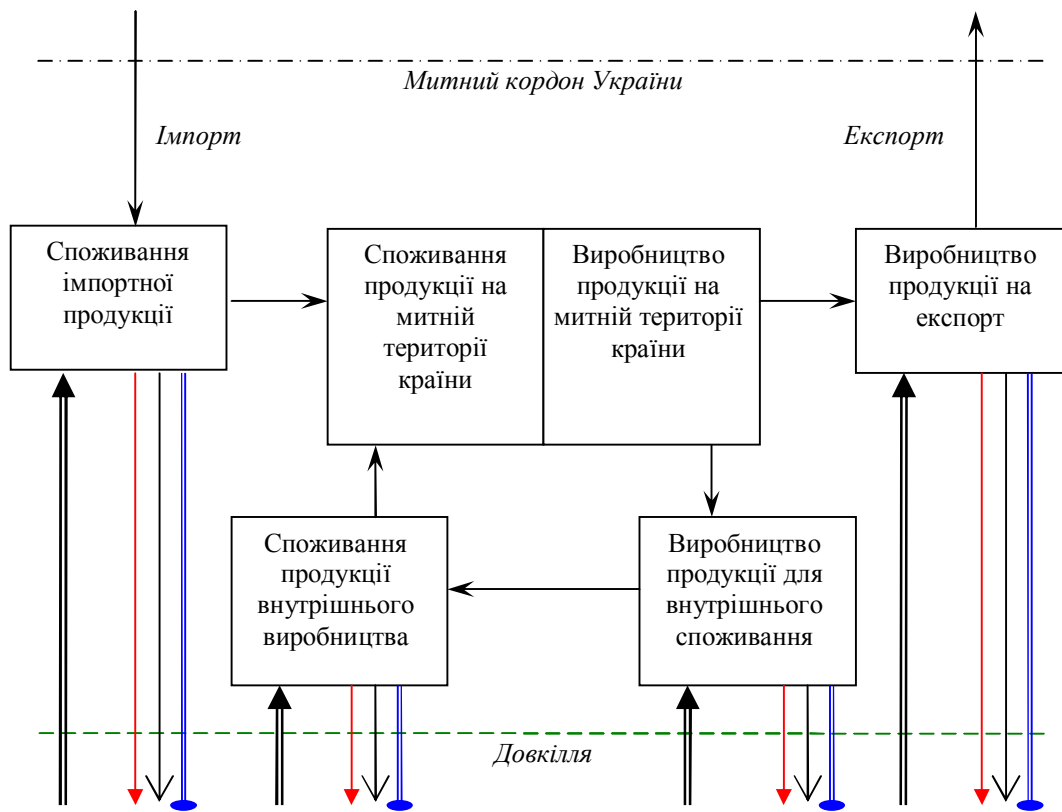 Митний кордон України
Імпорт
Експорт
Споживання
імпортної
продукції
Споживання
продукції на
митній
території
країни
Виробництво
продукції на
митній території
країни
Виробництво
продукції на
експорт
Споживання
продукції
внутрішнього
виробництва
Виробництво
продукції для
внутрішнього
споживання
Довкілля